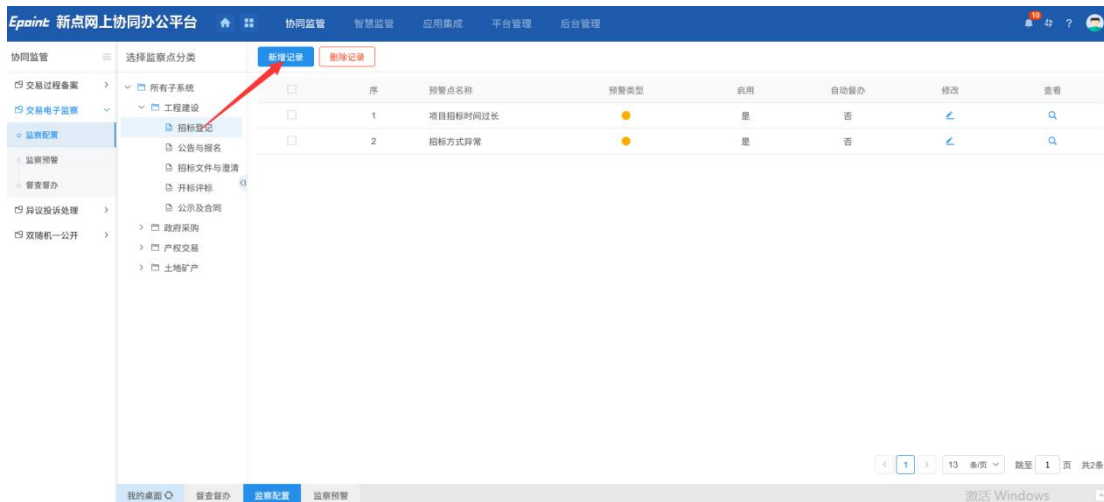 Epoint 新点网上协同办公平台 协同监管 智慧监管 应用集成 平台管理 后台管理 10 ?
协同监管 选择监察点分类 新增记录 删除记录
交易过程备案
交易电子监察
监察配置
监察预警
督查督办
异议投诉处理
双随机一公开
所有子系统
工程建设
招标登记
公告与报名
招标文件与澄清
开标评标
公示及合同
政府采购
产权交易
土地矿产
序 预警点名称 预警类型 启用 自动督办 修改 查看
1 项目招标时间过长 是 否
2 招标方式异常 是 否
1 13 条/页 跳至 1 页 共2条
我的桌面 督查督办 监察配置 监察预警
激活 Windows